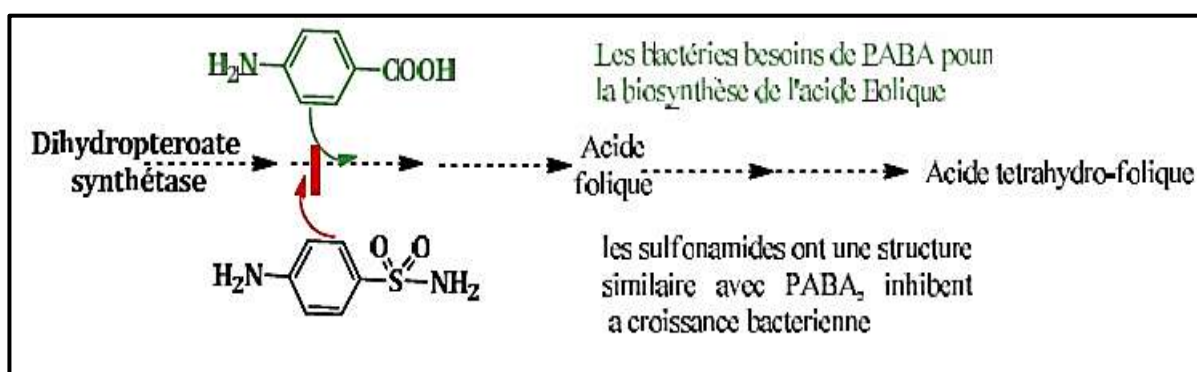 H₂N
COOH
Les bactéries besoins de PABA poun
la biosynthèse de l'acide Eolique
Dihydropteroate
synthétase
Acide
folique
Acide tetrahydro-folique
H₂N
O O
S
NH₂
les sulfonamides ont une structure
similaire avec PABA, inhibent
a croissance bacterienne